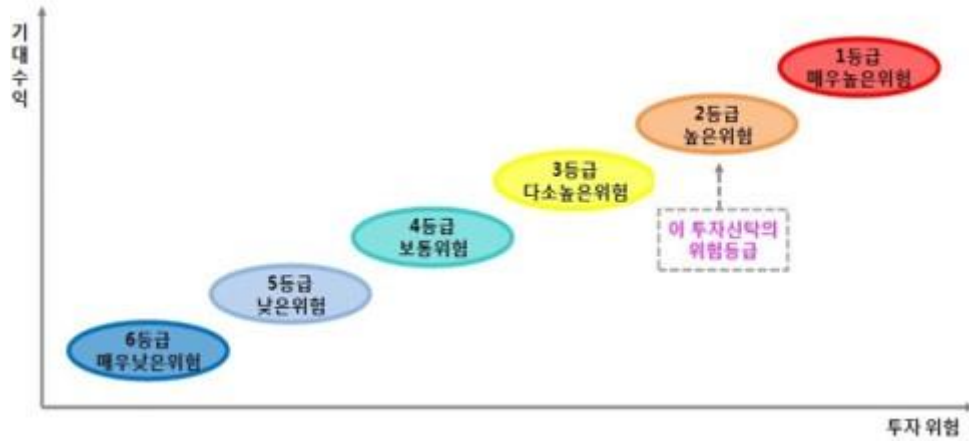 기대수익
1등급
매우높은위험
2등급
높은위험
3등급
다소높은위험
이 투자신탁의
위험등급
4등급
보통위험
5등급
낮은위험
6등급
매우낮은위험
투자 위험